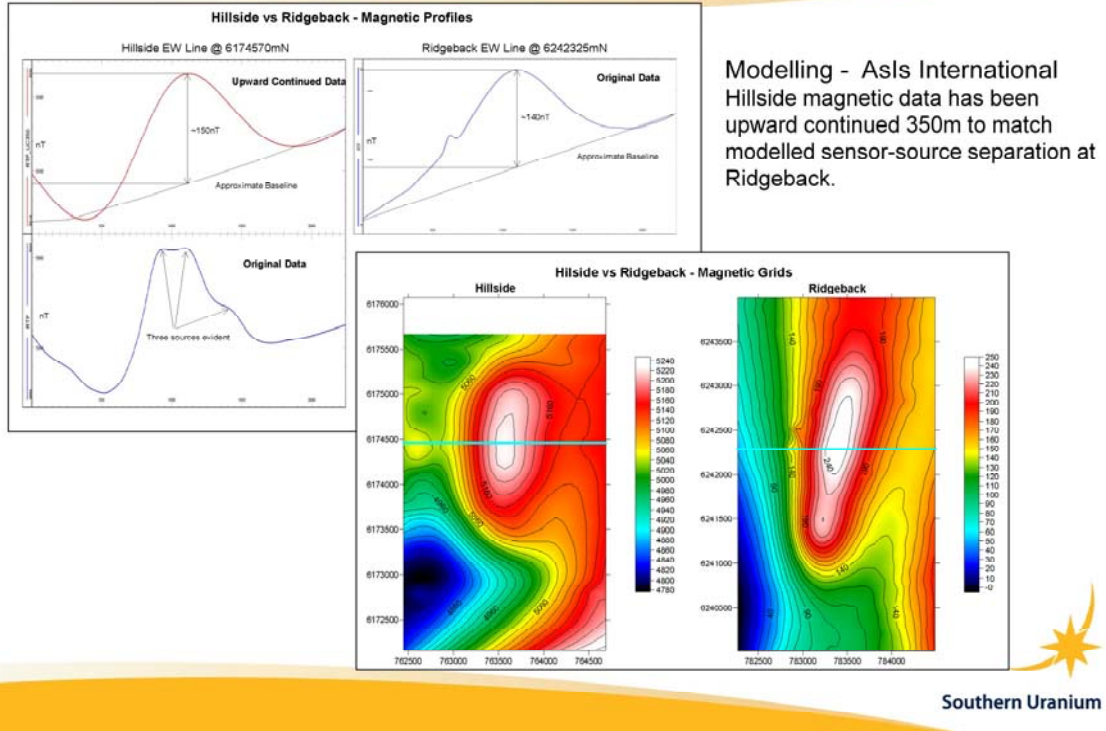 Hillside vs Ridgeback - Magnetic Profiles
Hillside EW Line @ 6174570mN
Ridgeback EW Line @ 6242325mN
Upward Continued Data
~150nT
nT
Approximate Baseline
Original Data
~140nT
nT
Approximate Baseline
Original Data
nT
Three sources evident
Modelling - AsIs International
Hillside magnetic data has been
upward continued 350m to match
modelled sensor-source separation at
Ridgeback.
Hilside vs Ridgeback - Magnetic Grids
Hillside
Ridgeback
6176000
6175500
6175000
6174500
6174000
6173500
6173000
6172500
762500 763000 763500 764000 764500
5240
5220
5200
5180
5160
5140
5120
5100
5080
5060
5040
5020
5000
4980
4960
4940
4920
4900
4880
4860
4840
4820
4800
4780
6243500
6243000
6242500
6242000
6241500
6241000
6240000
782500 783000 783500 784000
250
240
230
220
210
200
190
180
170
160
150
140
130
120
110
100
90
80
70
60
50
40
30
20
10
-0
Southern Uranium